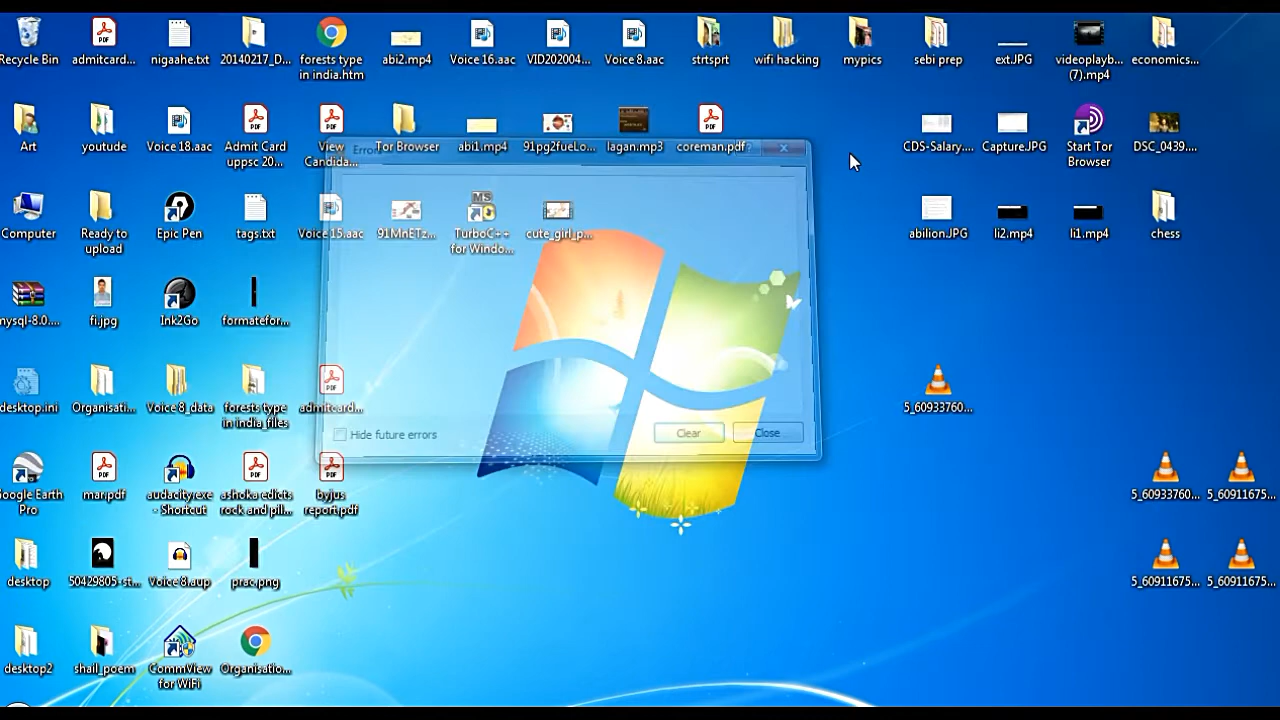 Recycle Bin
admitcard...
nigaahe.txt
20140217_D...
forests type
in india.htm
abi2.mp4
Voice 16.aac
VID202004...
Voice 8.aac
strtsprt
wifi hacking
mypics
sebi prep
ext.JPG
videoplayb...
(7).mp4
economics...
Art
youtude
Voice 18.aac
Admit Card
uppsc 20...
View
Candida...
Tor Browser
abi1.mp4
91pg2fueLo...
lagan.mp3
coreman.pdf
CDS-Salary....
Capture.JPG
Start Tor
Browser
DSC_0439....
Computer
Ready to
upload
Epic Pen
tags.txt
Voice 15.aac
91MnETz...
TurboC++
for Windo...
cute_girl_p...
abilion.JPG
li2.mp4
li1.mp4
chess
mysql-8.0....
fi.jpg
Ink2Go
formatefor...
desktop.ini
Organisati...
Voice 8_data
forests type
in india_files
admitcard...
5_60933760...
Hide future errors
Clear
Close
Google Earth
Pro
mar.pdf
audacity.exe
- Shortcut
ashoka edicts
rock and pill...
byjus
report.pdf
5_60933760...
5_60911675...
desktop
50429805-st...
Voice 8.aup
prac.png
5_60911675...
5_60911675...
desktop2
shail_poem
CommView
for WiFi
Organisatio...